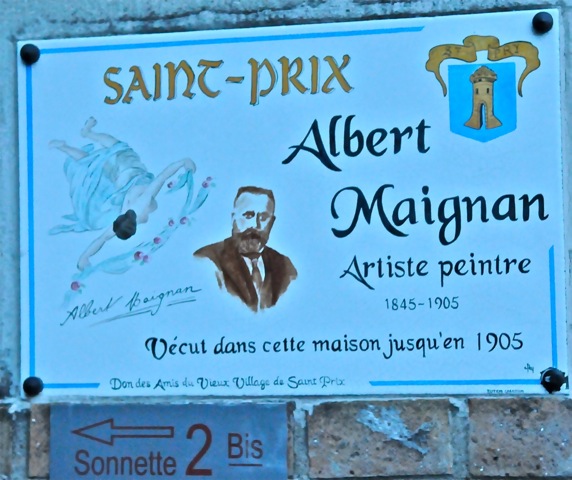 SAINT-PRIX
Albert
Maignan
Artiste peintre
1845-1905
Albert Maignan
Vécut dans cette maison jusqu'en 1905
Don des Amis du Vieux Village de Saint Prix
Sonnette 2 Bis